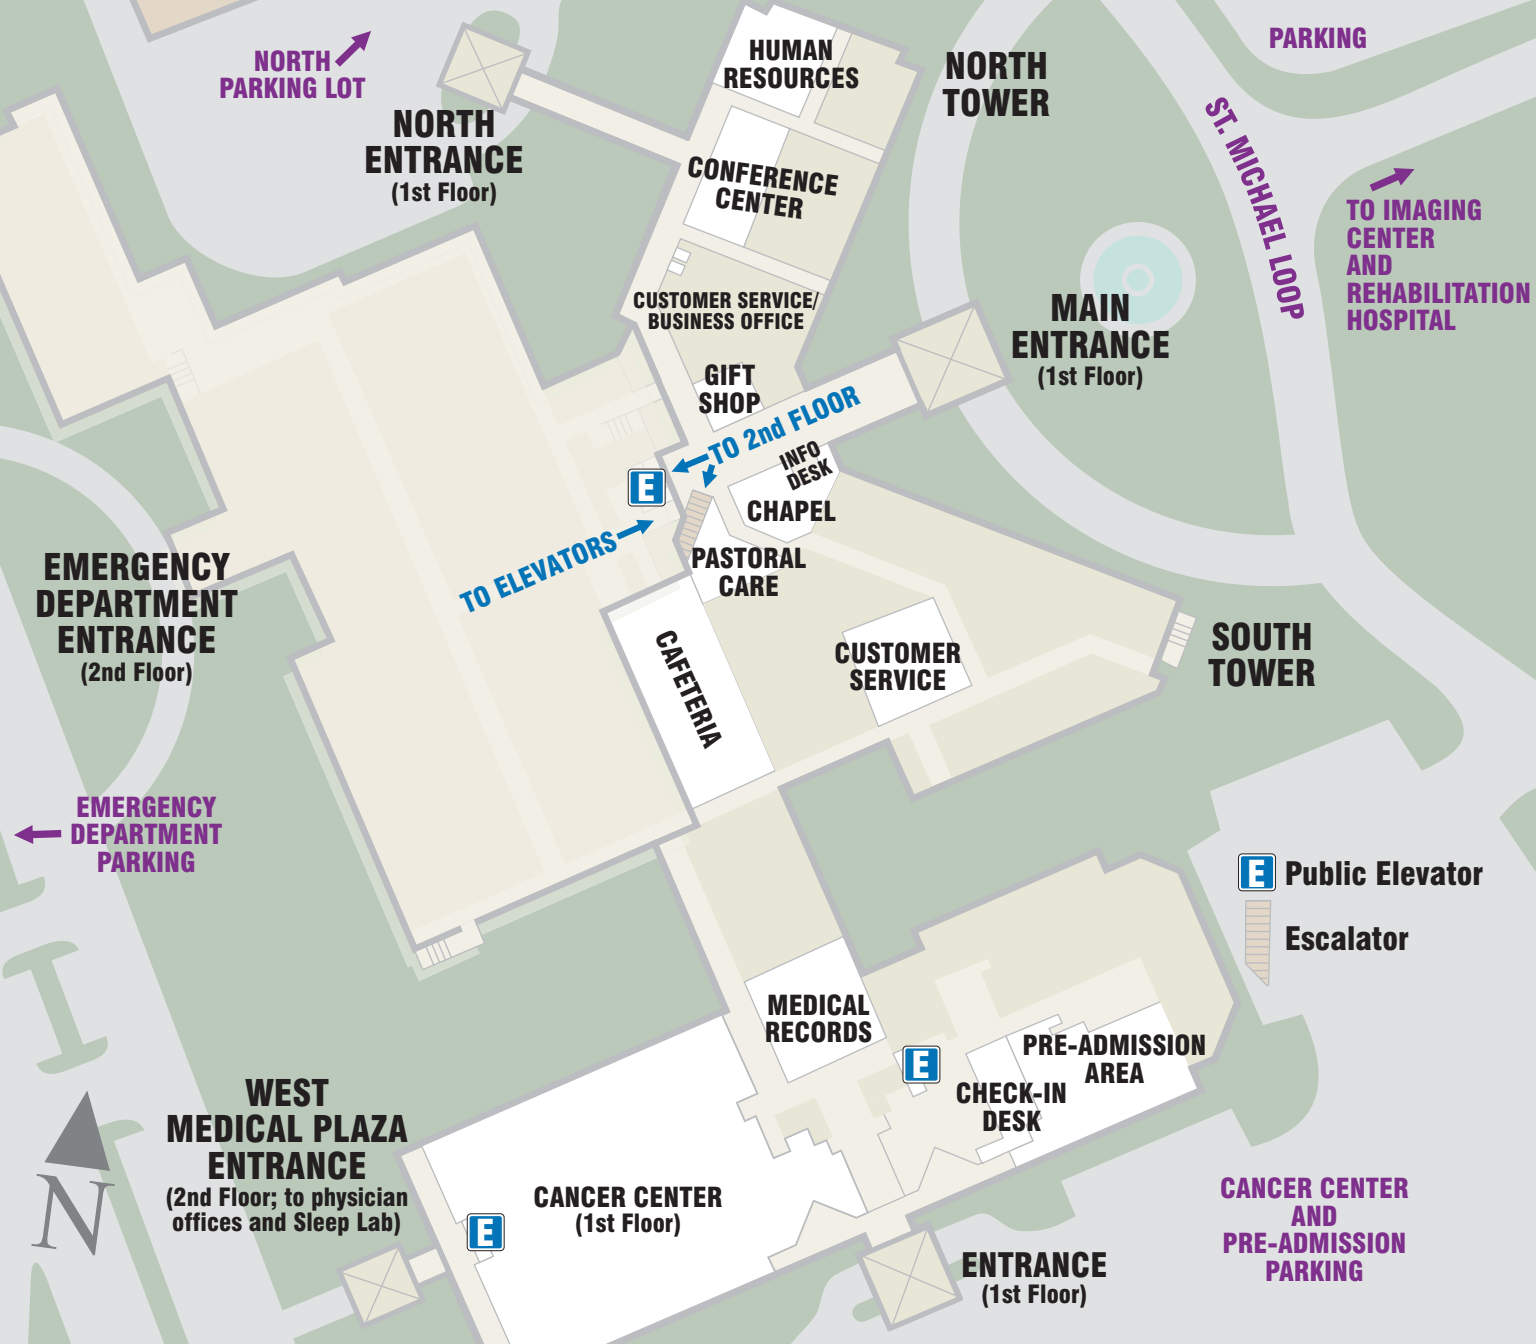 NORTH
PARKING LOT
NORTH
ENTRANCE
(1st Floor)
HUMAN
RESOURCES
NORTH
TOWER
PARKING
ST. MICHAEL LOOP
TO IMAGING
CENTER
AND
REHABILITATION
HOSPITAL
CONFERENCE
CENTER
CUSTOMER SERVICE/
BUSINESS OFFICE
MAIN
ENTRANCE
(1st Floor)
GIFT
SHOP
TO 2nd FLOOR
INFO
DESK
E
CHAPEL
TO ELEVATORS
PASTORAL
CARE
EMERGENCY
DEPARTMENT
ENTRANCE
(2nd Floor)
CAFETERIA
CUSTOMER
SERVICE
SOUTH
TOWER
EMERGENCY
DEPARTMENT
PARKING
E Public Elevator
Escalator
MEDICAL
RECORDS
E
PRE-ADMISSION
AREA
CHECK-IN
DESK
WEST
MEDICAL PLAZA
ENTRANCE
(2nd Floor; to physician
offices and Sleep Lab)
N
E
CANCER CENTER
(1st Floor)
ENTRANCE
(1st Floor)
CANCER CENTER
AND
PRE-ADMISSION
PARKING